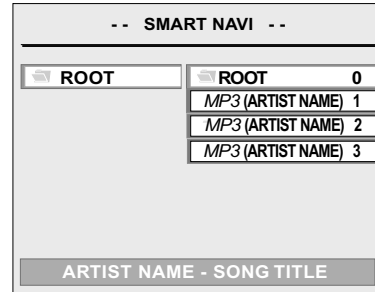 - -  SMART NAVI  - -
ROOT
ROOT 0
MP3 (ARTIST NAME) 1
MP3 (ARTIST NAME) 2
MP3 (ARTIST NAME) 3
ARTIST NAME - SONG TITLE